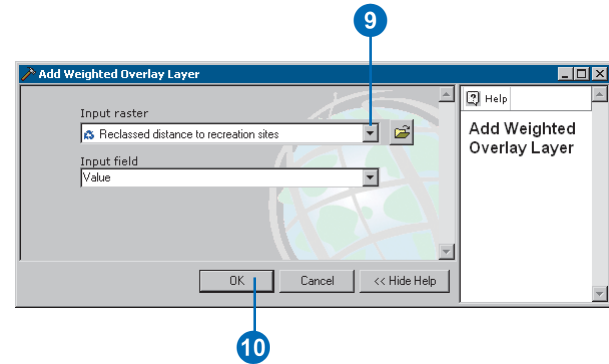 9
Add Weighted Overlay Layer
Input raster
Reclassed distance to recreation sites
Input field
Value
OK
Cancel
<< Hide Help
Help
Add Weighted
Overlay Layer
10